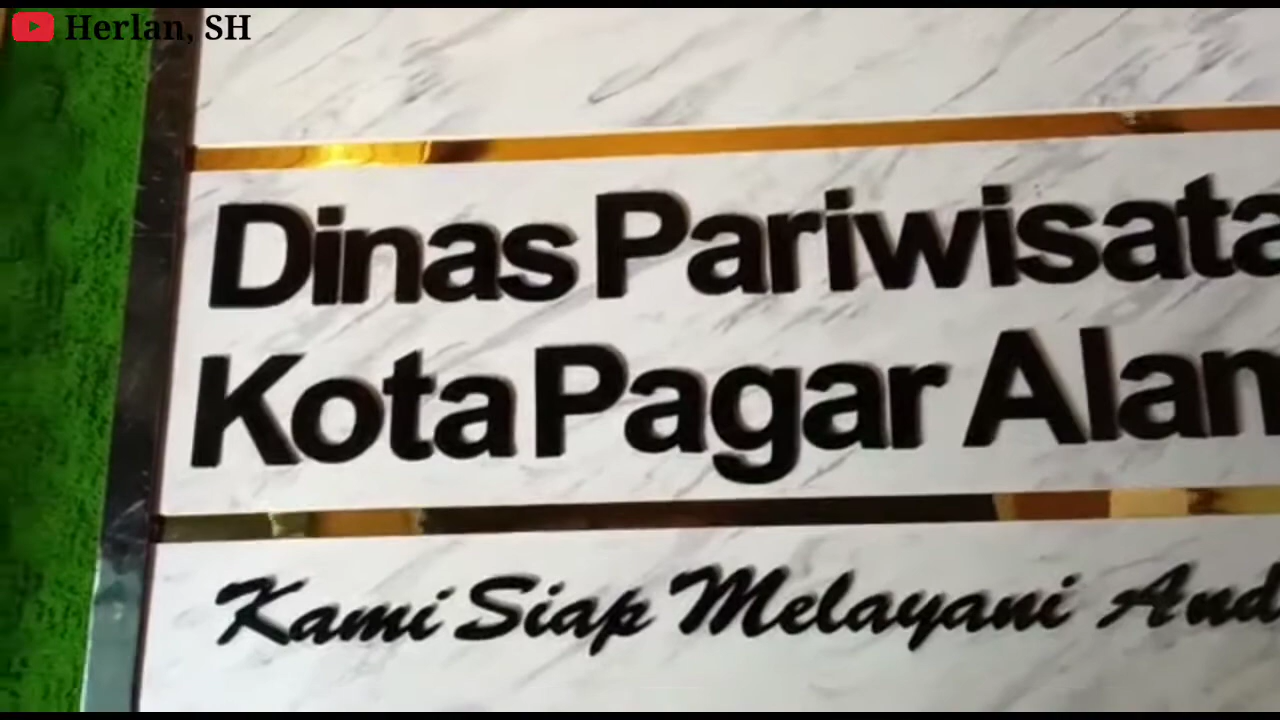 Herlan, SH
Dinas Pariwisata
Kota Pagar Alam
Kami Siap Melayani